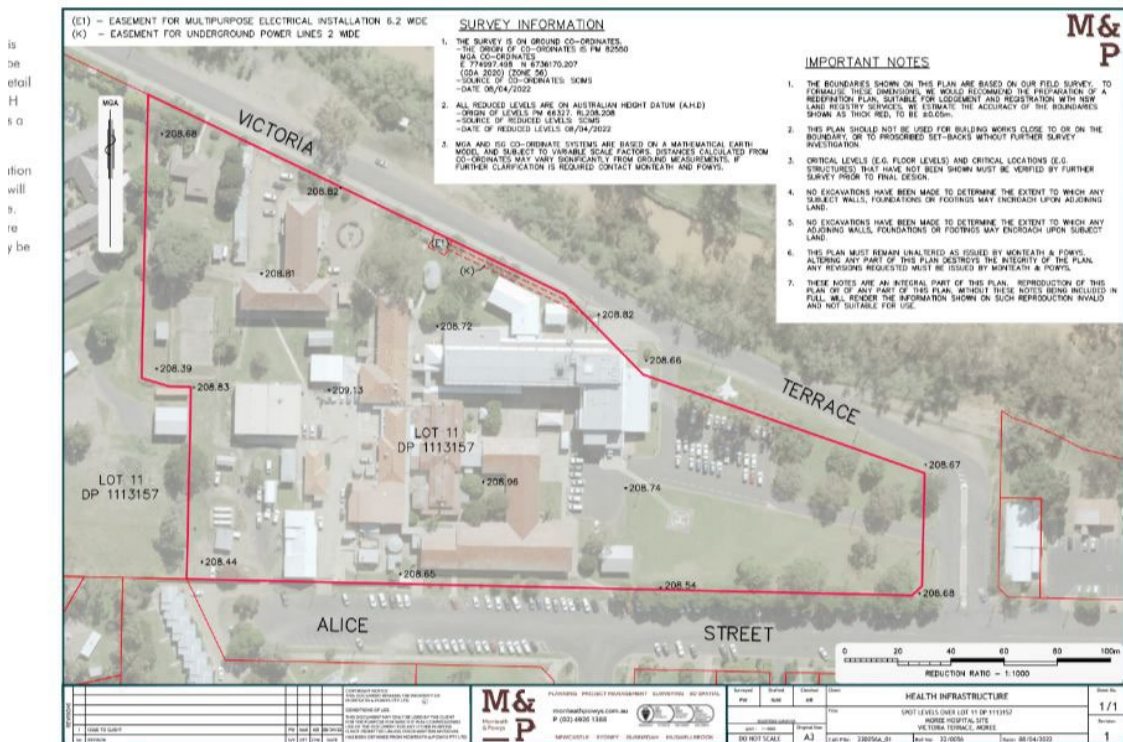 (E1) - EASEMENT FOR MULTIPURPOSE ELECTRICAL INSTALLATION 6.2 WIDE
(K) - EASEMENT FOR UNDERGROUND POWER LINES 2 WIDE
is
be
etail
H
s a
ation
will
e.
re
y be
SURVEY INFORMATION
1. THE SURVEY IS ON GROUND CO-ORDINATES.
-THE ORIGIN OF CO-ORDINATES IS PM 82560
MGA CO-ORDINATES
E 774997.498 N 6736170.207
(GDA 2020) (ZONE 56)
-SOURCE OF CO-ORDINATES: SCIMS
-DATE 08/04/2022
2. ALL REDUCED LEVELS ARE ON AUSTRALIAN HEIGHT DATUM (A.H.D)
-ORIGIN OF LEVELS PM 66327. RL208.208
-SOURCE OF REDUCED LEVELS: SCIMS
-DATE OF REDUCED LEVELS 08/04/2022
3. MGA AND ISG CO-ORDINATE SYSTEMS ARE BASED ON A MATHEMATICAL EARTH
MODEL, AND SUBJECT TO VARIABLE SCALE FACTORS. DISTANCES CALCULATED FROM
CO-ORDINATES MAY VARY SIGNIFICANTLY FROM GROUND MEASUREMENTS. IF
FURTHER CLARIFICATION IS REQUIRED CONTACT MONTEATH AND POWYS.
M&
P
IMPORTANT NOTES
1. THE BOUNDARIES SHOWN ON THIS PLAN ARE BASED ON OUR FIELD SURVEY. TO
FORMALISE THESE DIMENSIONS, WE WOULD RECOMMEND THE PREPARATION OF A
REDEFINITION PLAN, SUITABLE FOR LODGEMENT AND REGISTRATION WITH NSW
LAND REGISTRY SERVICES. WE ESTIMATE THE ACCURACY OF THE BOUNDARIES
SHOWN AS THICK RED, TO BE ±0.05m.
2. THIS PLAN SHOULD NOT BE USED FOR BUILDING WORKS CLOSE TO OR ON THE
BOUNDARY, OR TO PROSCRIBED SET-BACKS WITHOUT FURTHER SURVEY
INVESTIGATION.
3. CRITICAL LEVELS (E.G. FLOOR LEVELS) AND CRITICAL LOCATIONS (E.G.
STRUCTURES) THAT HAVE NOT BEEN SHOWN MUST BE VERIFIED BY FURTHER
SURVEY PRIOR TO FINAL DESIGN.
4. NO EXCAVATIONS HAVE BEEN MADE TO DETERMINE THE EXTENT TO WHICH ANY
SUBJECT WALLS, FOUNDATIONS OR FOOTINGS MAY ENCROACH UPON ADJOINING
LAND.
5. NO EXCAVATIONS HAVE BEEN MADE TO DETERMINE THE EXTENT TO WHICH ANY
ADJOINING WALLS, FOUNDATIONS OR FOOTINGS MAY ENCROACH UPON SUBJECT
LAND.
6. THIS PLAN MUST REMAIN UNALTERED AS ISSUED BY MONTEATH & POWYS.
ALTERING ANY PART OF THIS PLAN DESTROYS THE INTEGRITY OF THE PLAN.
ANY REVISIONS REQUESTED MUST BE ISSUED BY MONTEATH & POWYS.
7. THESE NOTES ARE AN INTEGRAL PART OF THIS PLAN. REPRODUCTION OF THIS
PLAN OR OF ANY PART OF THIS PLAN, WITHOUT THESE NOTES BEING INCLUDED IN
FULL, WILL RENDER THE INFORMATION SHOWN ON SUCH REPRODUCTION INVALID
AND NOT SUITABLE FOR USE.
MGA
208.68
VICTORIA
208.82
(E1)
(K)
208.81
208.72
208.82
208.66
TERRACE
208.39
208.83
209.13
LOT 11
DP 1113157
LOT 11
DP 1113157
208.96
208.74
208.67
208.44
208.65
208.54
208.68
ALICE
STREET
0 20 40 60 80 100m
REDUCTION RATIO - 1:1000
M&
P
Monteath
& Powys
PLANNING PROJECT MANAGEMENT SURVEYING 3D SPATIAL
monteathpowys.com.au
P (02) 4926 1388
DO NOT SCALE
A3
HEALTH INFRASTRUCTURE
SPOT LEVELS OVER LOT 11 DP 1113157
MOREE HOSPITAL SITE
VICTORIA TERRACE, MOREE
1/1
1